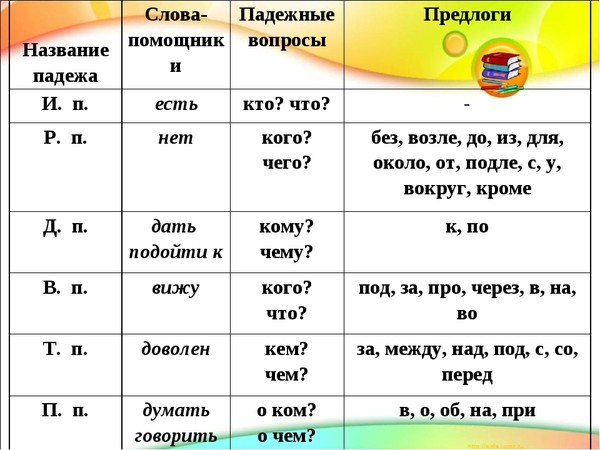 Название
падежа
Слова-
помощник
и
Падежные
вопросы
Предлоги
И. п.
есть
кто? что?
-
Р. п.
нет
кого?
чего?
без, возле, до, из, для,
около, от, подле, с, у,
вокруг, кроме
Д. п.
дать
подойти к
кому?
чему?
к, по
В. п.
вижу
кого?
что?
под, за, про, через, в, на,
во
Т. п.
доволен
кем?
чем?
за, между, над, под, с, со,
перед
П. п.
думать
говорить
о ком?
о чем?
в, о, об, на, при